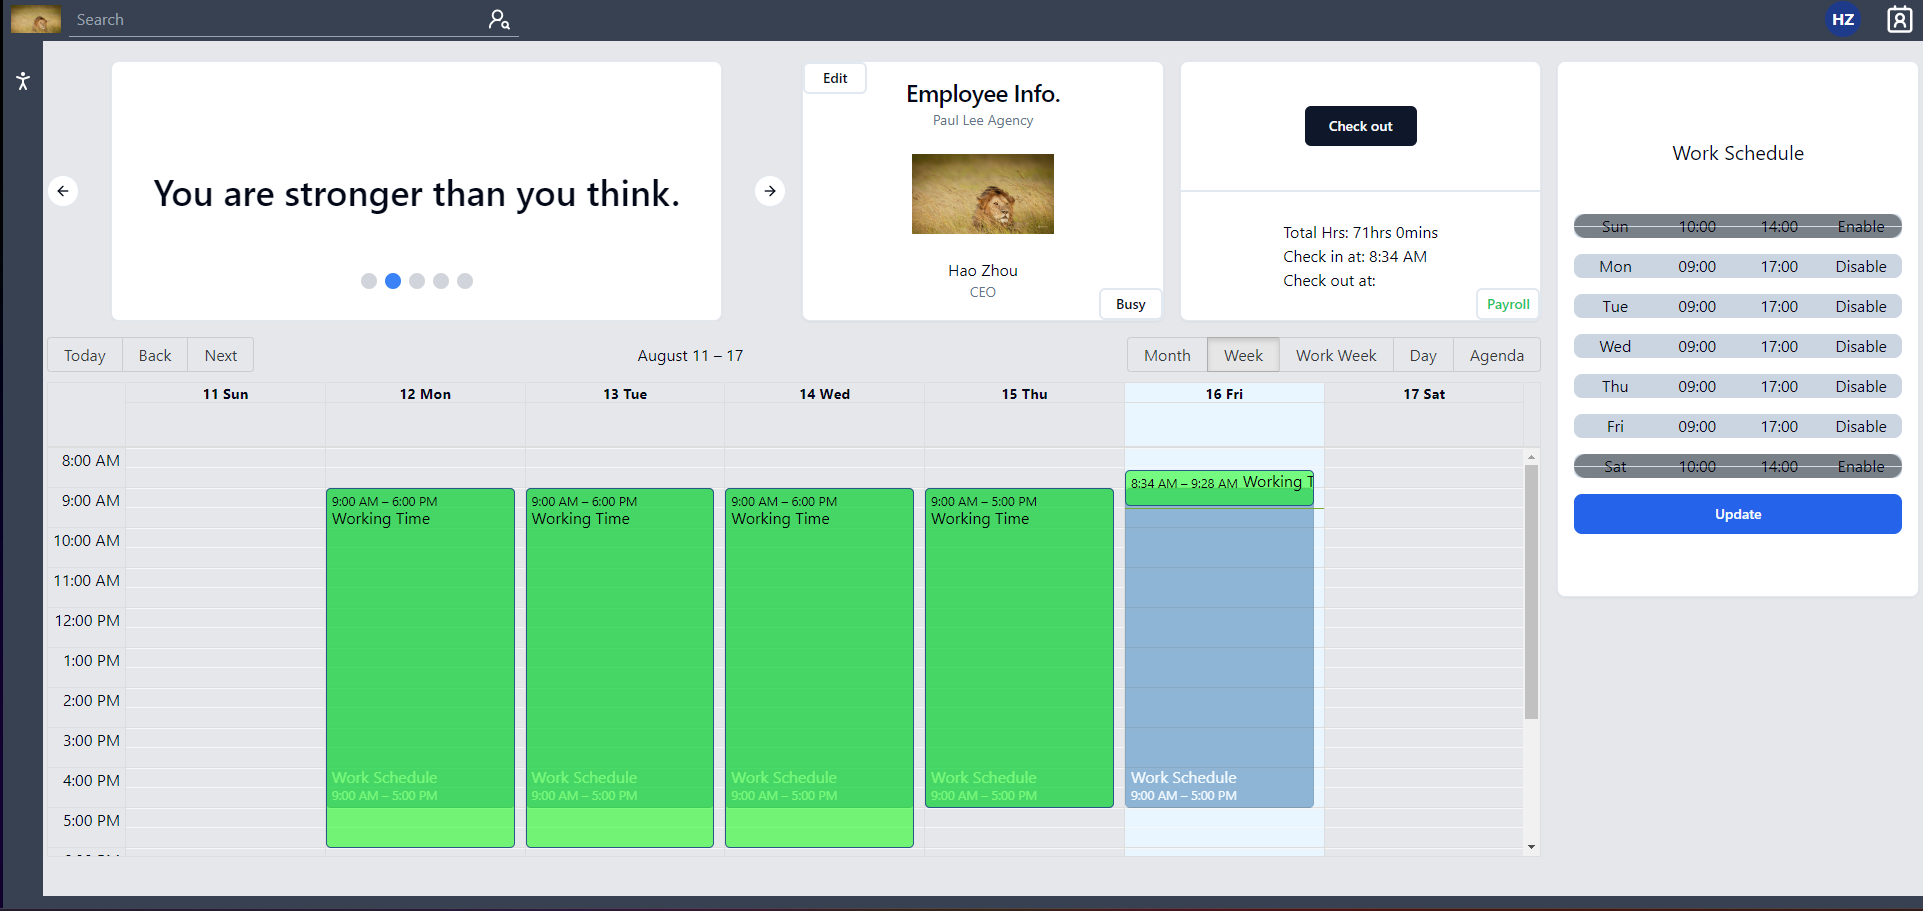 Search
HZ
You are stronger than you think.
Edit
Employee Info.
Paul Lee Agency
Hao Zhou
CEO
Busy
Check out
Total Hrs: 71hrs 0mins
Check in at: 8:34 AM
Check out at:
Payroll
Work Schedule
Sun 10:00 14:00 Enable
Mon 09:00 17:00 Disable
Tue 09:00 17:00 Disable
Wed 09:00 17:00 Disable
Thu 09:00 17:00 Disable
Fri 09:00 17:00 Disable
Sat 10:00 14:00 Enable
Update
Today Back Next
August 11 – 17
Month Week Work Week Day Agenda
11 Sun 12 Mon 13 Tue 14 Wed 15 Thu 16 Fri 17 Sat
8:00 AM
8:34 AM – 9:28 AM Working T
9:00 AM
9:00 AM – 6:00 PM 9:00 AM – 6:00 PM 9:00 AM – 6:00 PM 9:00 AM – 5:00 PM
Working Time Working Time Working Time Working Time
10:00 AM
11:00 AM
12:00 PM
1:00 PM
2:00 PM
3:00 PM
4:00 PM
Work Schedule Work Schedule Work Schedule Work Schedule Work Schedule
9:00 AM – 5:00 PM 9:00 AM – 5:00 PM 9:00 AM – 5:00 PM 9:00 AM – 5:00 PM 9:00 AM – 5:00 PM
5:00 PM